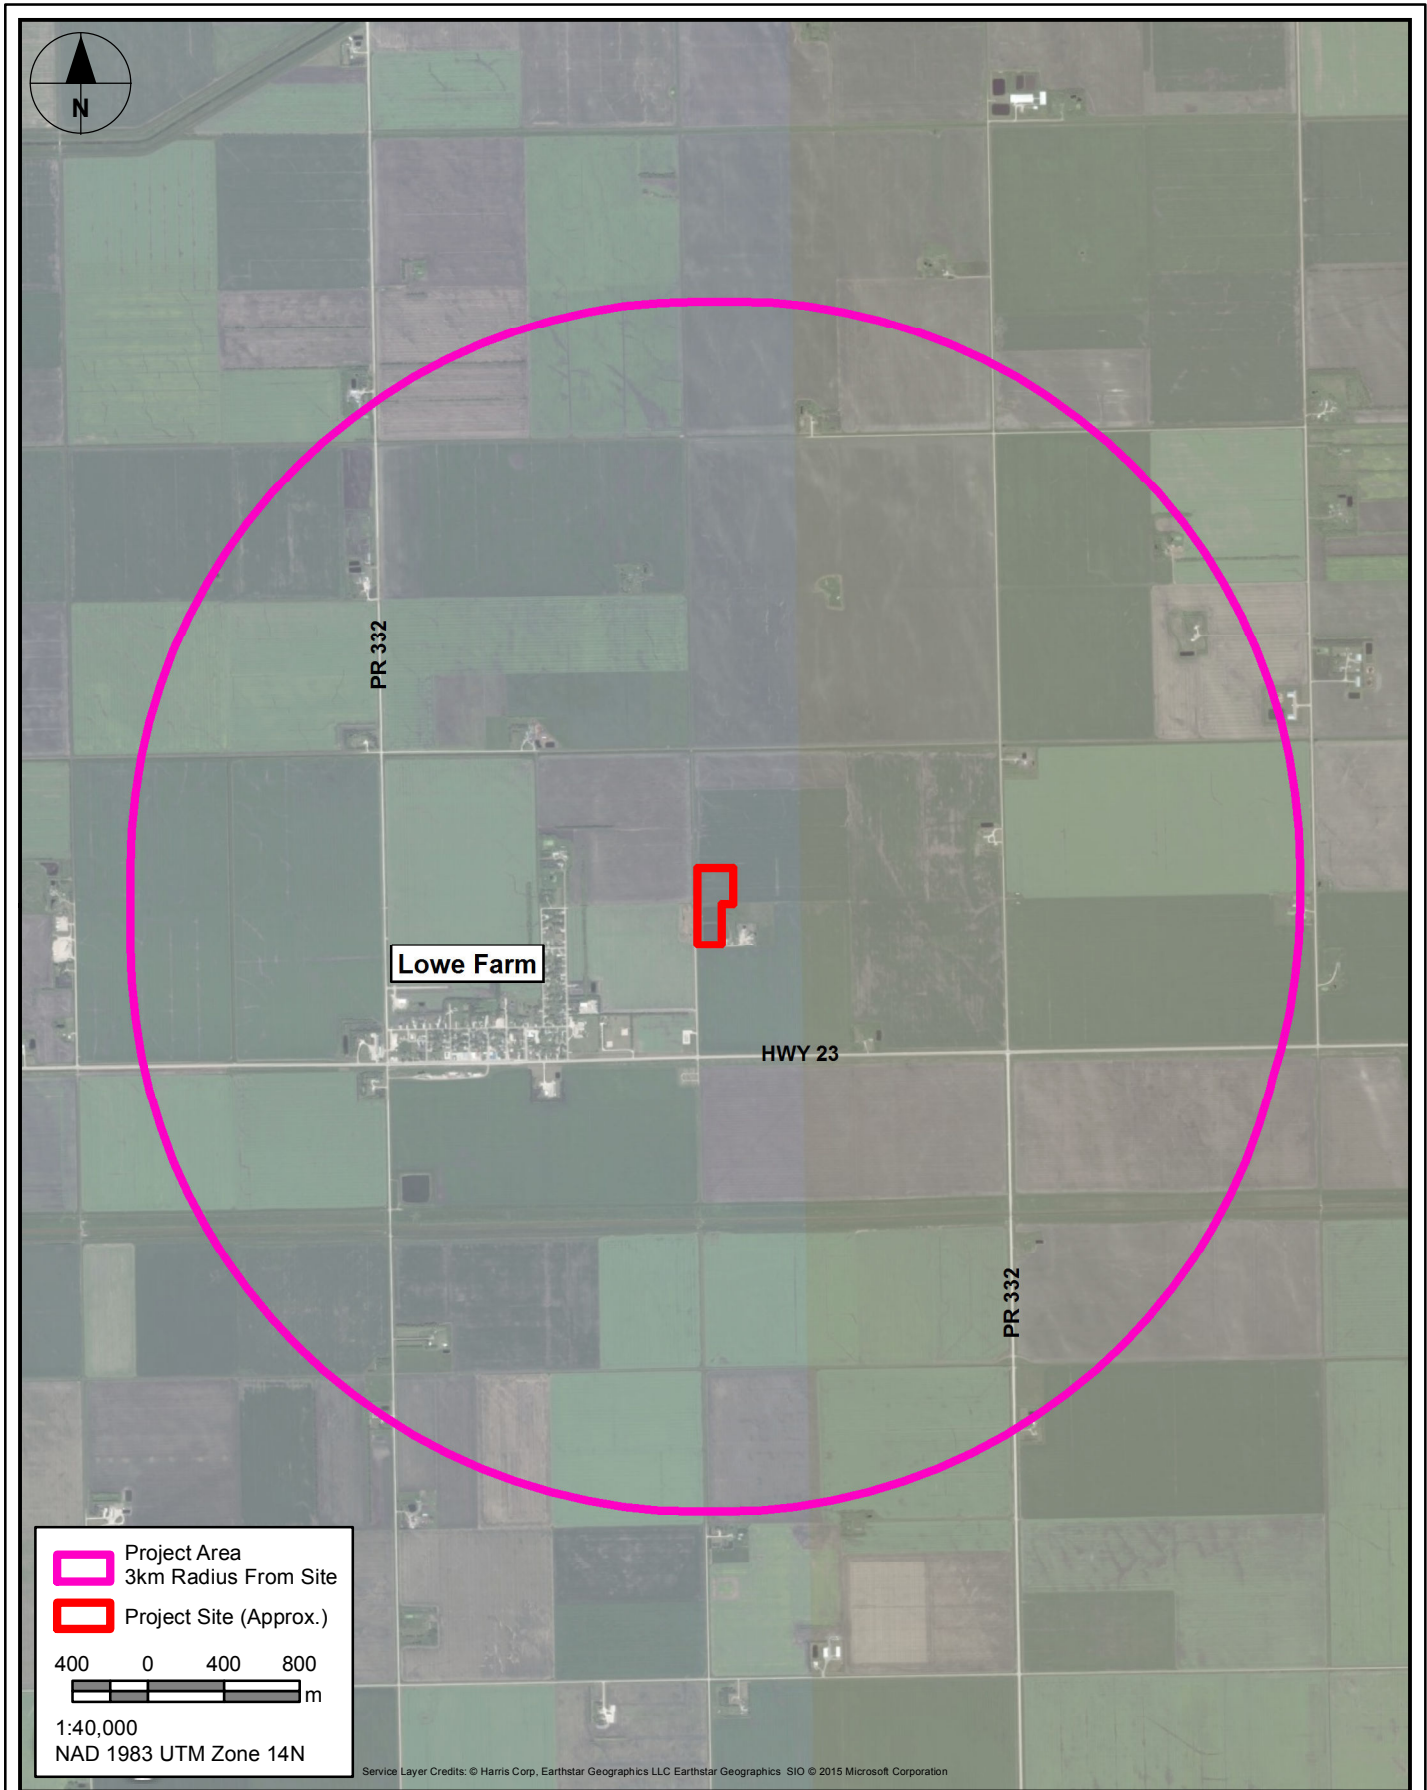 N
PR 332
Lowe Farm
HWY 23
PR 332
Project Area
3km Radius From Site
Project Site (Approx.)
400 0 400 800
m
1:40,000
NAD 1983 UTM Zone 14N
Service Layer Credits: © Harris Corp, Earthstar Geographics LLC Earthstar Geographics SIO © 2015 Microsoft Corporation